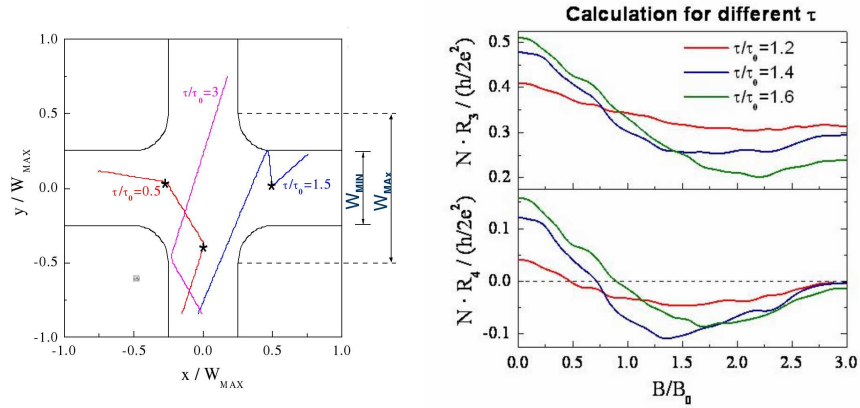 1.0
0.5
0.0
-0.5
-1.0
y / W_MAX
-1.0 -0.5 0.0 0.5 1.0
x / W_MAX
τ/τ₀=3
τ/τ₀=0.5
τ/τ₀=1.5
W_MIN
W_MAX
Calculation for different τ
N · R₃ / (h/2e²)
0.5
0.4
0.3
0.2
τ/τ₀=1.2
τ/τ₀=1.4
τ/τ₀=1.6
N · R₄ / (h/2e²)
0.1
0.0
-0.1
0.0 0.5 1.0 1.5 2.0 2.5 3.0
B/B₀